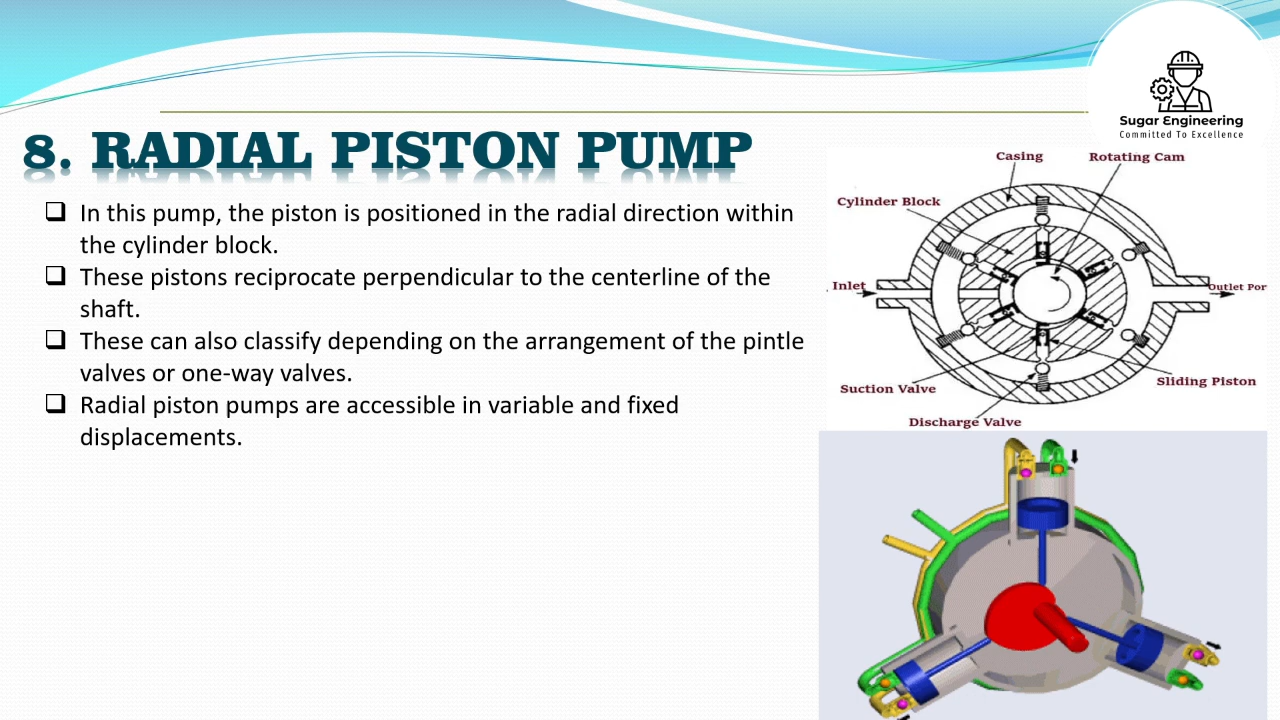 Sugar Engineering
Committed To Excellence
8. RADIAL PISTON PUMP
In this pump, the piston is positioned in the radial direction within
the cylinder block.
These pistons reciprocate perpendicular to the centerline of the
shaft.
These can also classify depending on the arrangement of the pintle
valves or one-way valves.
Radial piston pumps are accessible in variable and fixed
displacements.
Casing
Rotating Cam
Cylinder Block
Inlet
Outlet Por
Suction Valve
Sliding Piston
Discharge Valve